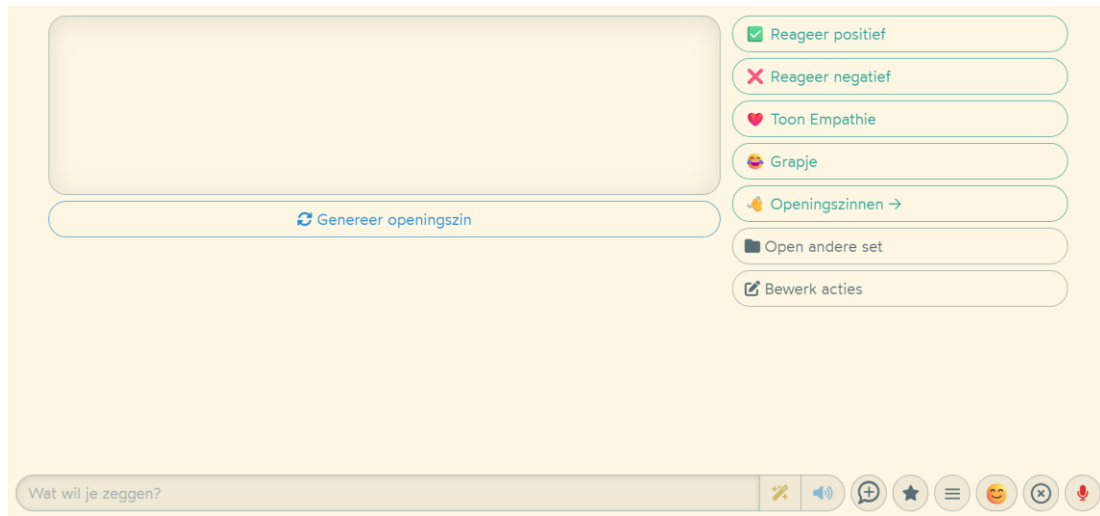 Reageer positief
Reageer negatief
Toon Empathie
Grapje
Genereer openingszin
Openingszinnen →
Open andere set
Bewerk acties
Wat wil je zeggen?